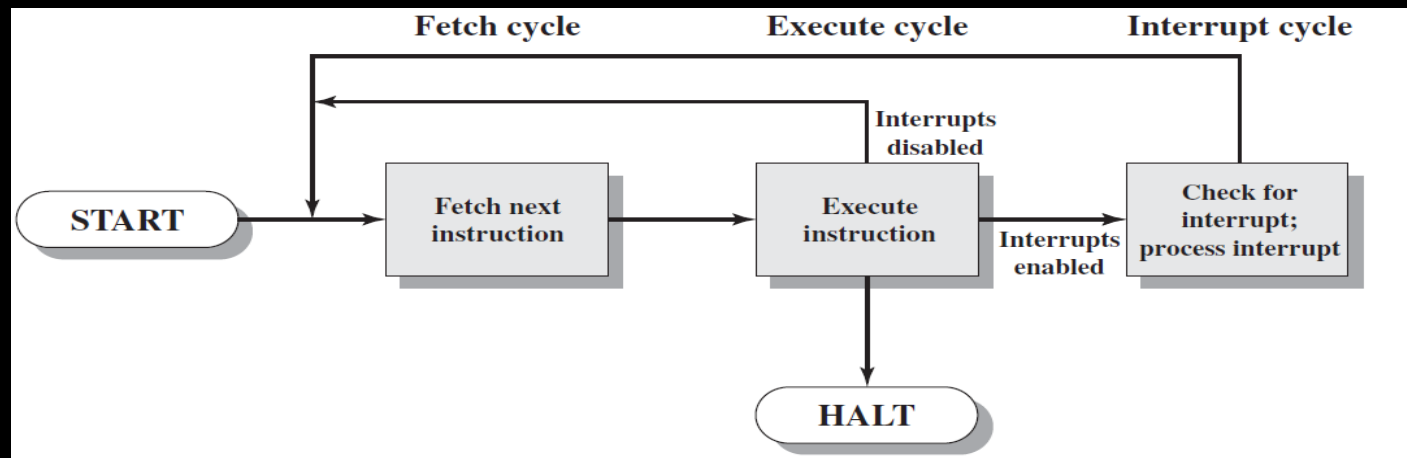 Fetch cycle
Execute cycle
Interrupt cycle
Interrupts
disabled
START
Fetch next
instruction
Execute
instruction
Interrupts
enabled
Check for
interrupt;
process interrupt
HALT